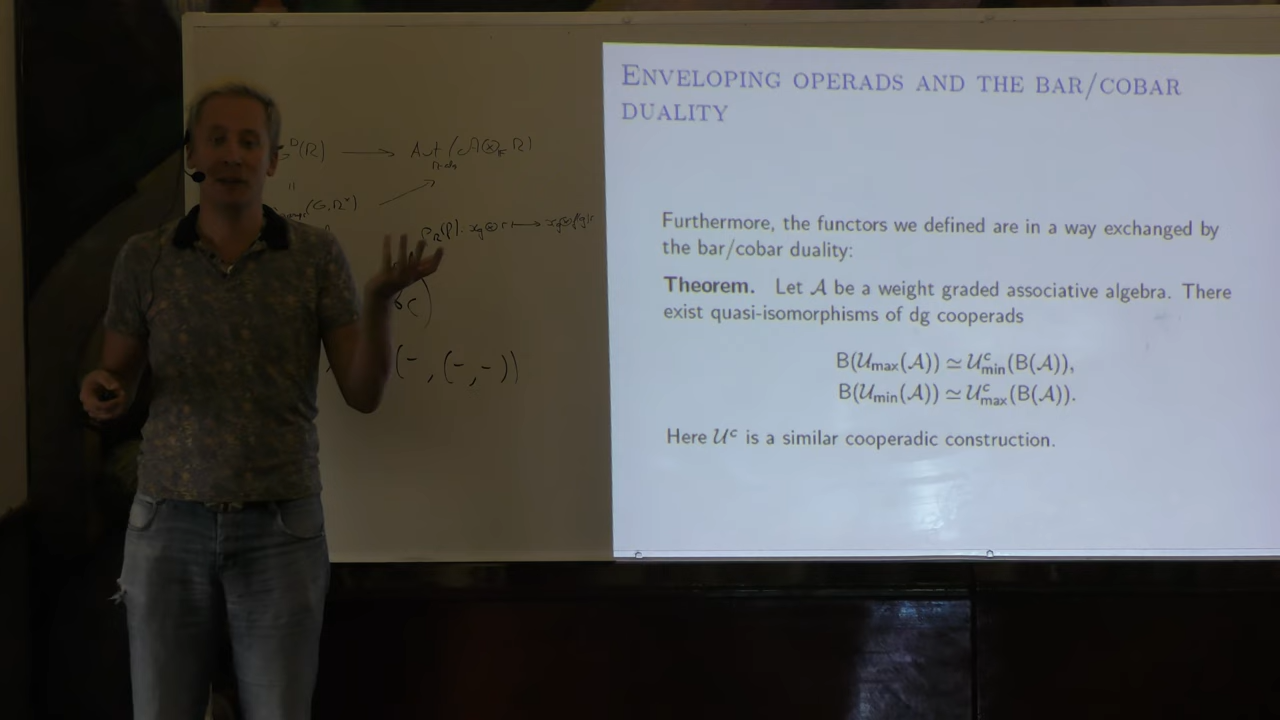 ENVELOPING OPERADS AND THE BAR/COBAR
DUALITY
Furthermore, the functors we defined are in a way exchanged by
the bar/cobar duality:
Theorem. Let 𝒜 be a weight graded associative algebra. There
exist quasi-isomorphisms of dg cooperads
B(𝒰max(𝒜)) ≃ 𝒰ᶜmin(B(𝒜)),
B(𝒰min(𝒜)) ≃ 𝒰ᶜmax(B(𝒜)).
Here 𝒰ᶜ is a similar cooperadic construction.
(R) ⟶ Aut (𝒜⊗F R)
(G, R×)
(-, (-, -))